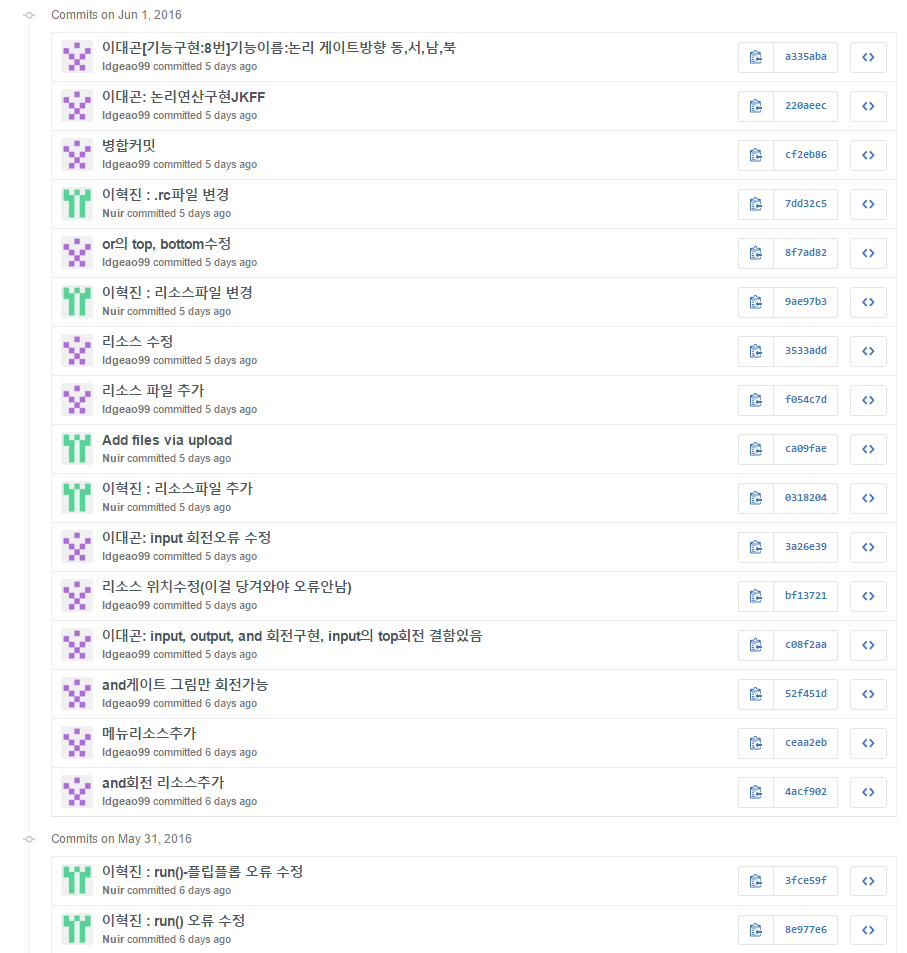 Commits on Jun 1, 2016
이대곤[기능구현:8번]기능이름:논리 게이트방향 동,서,남,북
ldgeao99 committed 5 days ago
a335aba
이대곤: 논리연산구현JKFF
ldgeao99 committed 5 days ago
220aeec
병합커밋
ldgeao99 committed 5 days ago
cf2eb86
이혁진 : .rc파일 변경
Nuir committed 5 days ago
7dd32c5
or의 top, bottom수정
ldgeao99 committed 5 days ago
8f7ad82
이혁진 : 리소스파일 변경
Nuir committed 5 days ago
9ae97b3
리소스 수정
ldgeao99 committed 5 days ago
3533add
리소스 파일 추가
ldgeao99 committed 5 days ago
f054c7d
Add files via upload
Nuir committed 5 days ago
ca09fae
이혁진 : 리소스파일 추가
Nuir committed 5 days ago
0318204
이대곤: input 회전오류 수정
ldgeao99 committed 5 days ago
3a26e39
리소스 위치수정(이걸 당겨와야 오류안남)
ldgeao99 committed 5 days ago
bf13721
이대곤: input, output, and 회전구현, input의 top회전 결함있음
ldgeao99 committed 5 days ago
c08f2aa
and게이트 그림만 회전가능
ldgeao99 committed 6 days ago
52f451d
메뉴리소스추가
ldgeao99 committed 6 days ago
ceaa2eb
and회전 리소스추가
ldgeao99 committed 6 days ago
4acf902
Commits on May 31, 2016
이혁진 : run()-플립플롭 오류 수정
Nuir committed 6 days ago
3fce59f
이혁진 : run() 오류 수정
Nuir committed 6 days ago
8e977e6